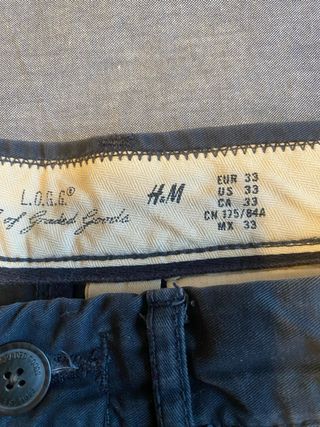 L.O.G.G.®
of Graded Goods
H&M
EUR 33
US 33
CA 33
CN 175/84A
MX 33